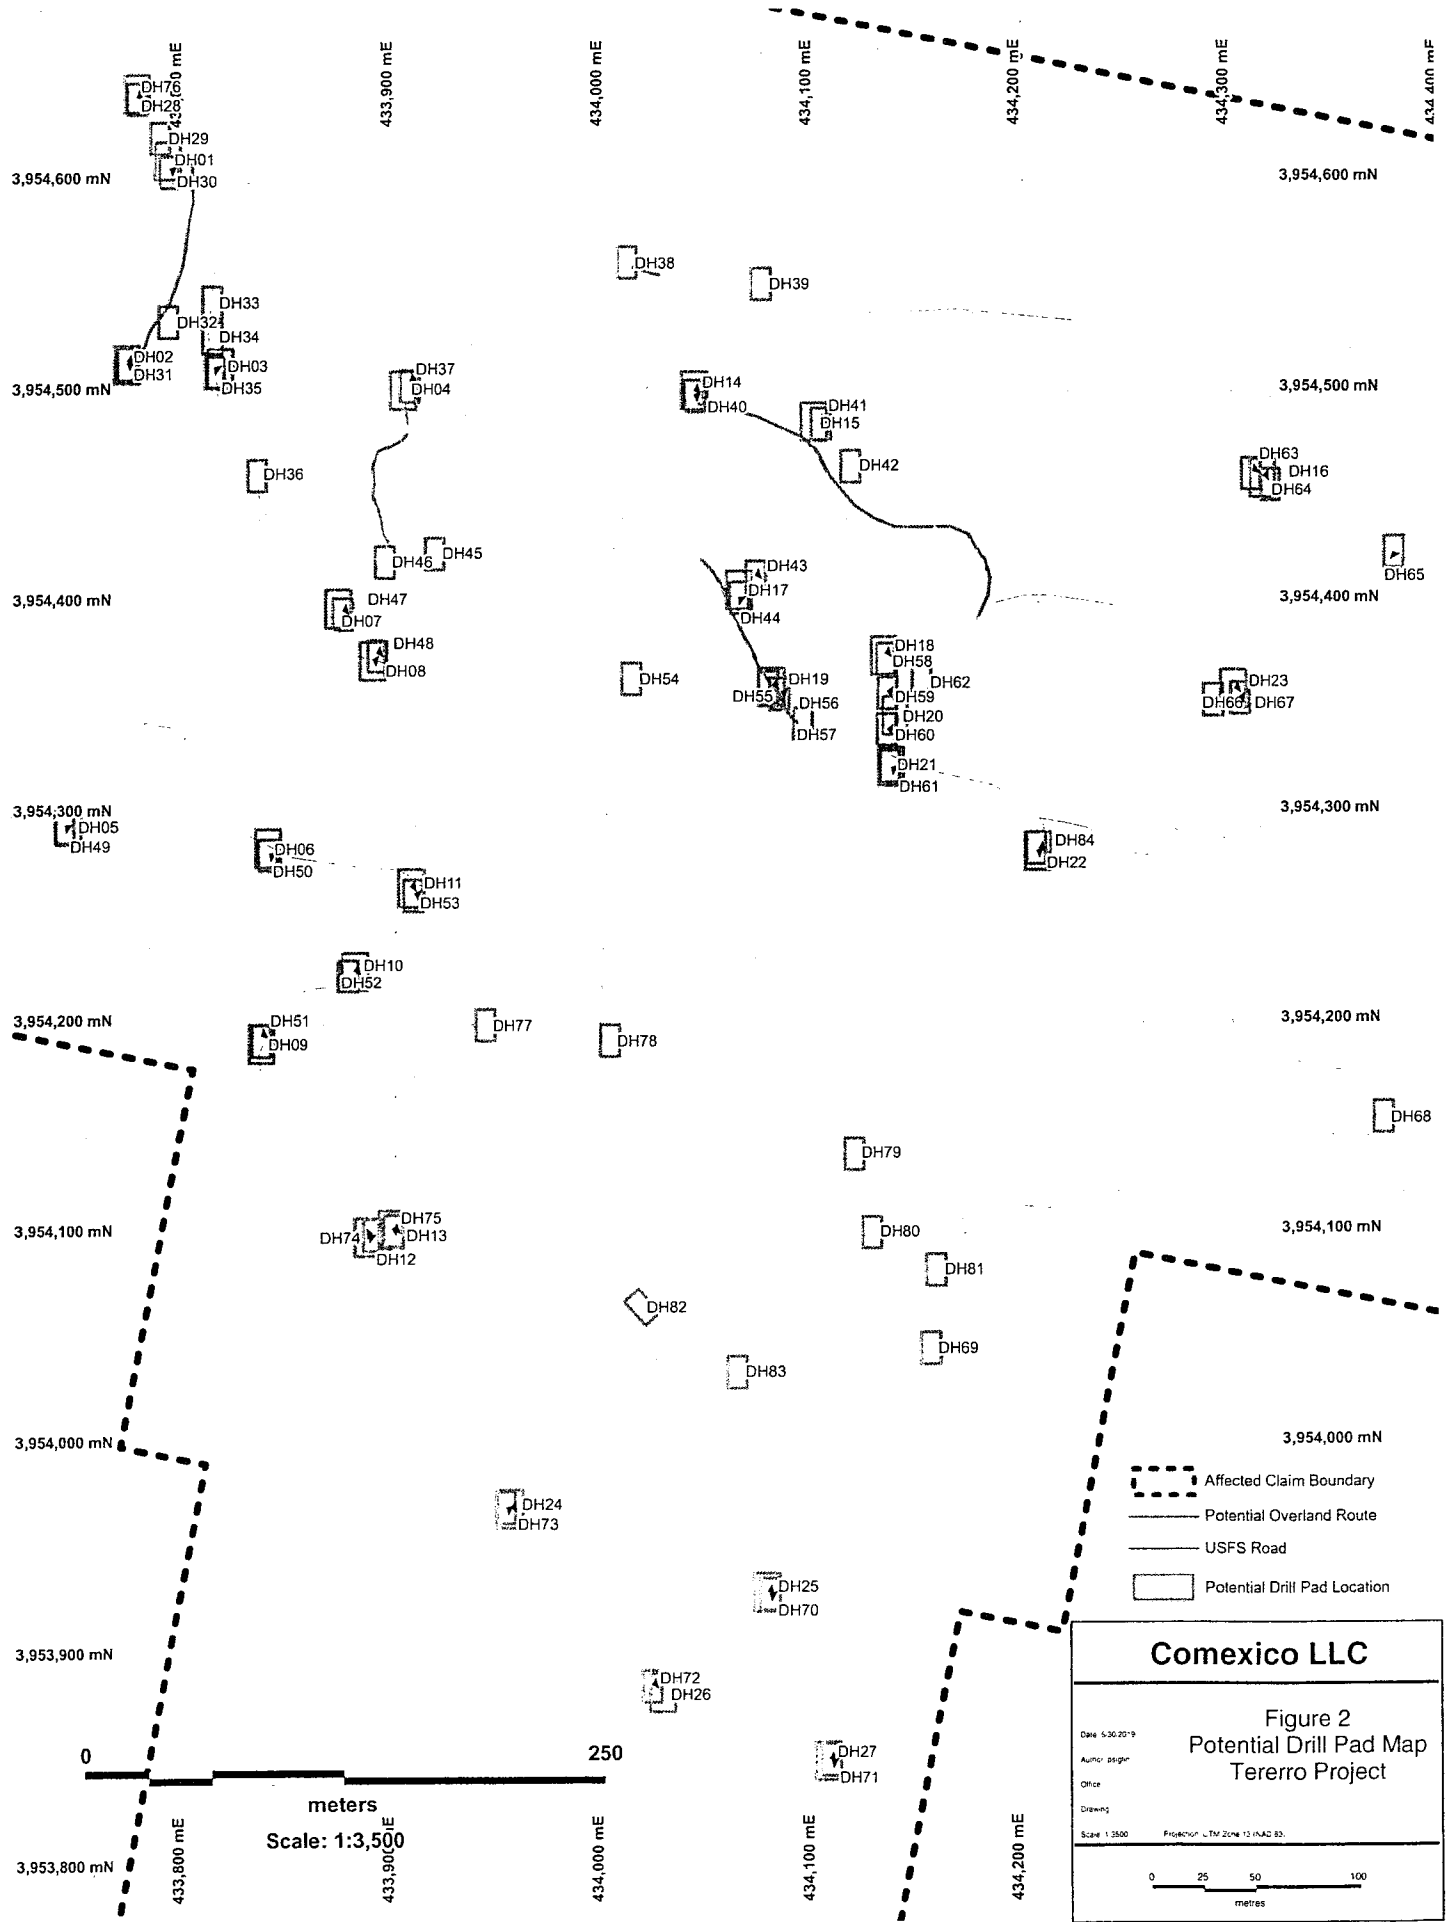 433,900 mE
434,000 mE
434,100 mE
434,200 mE
434,300 mE
434,400 mE
DH76
DH28
DH29
DH01
DH30
3,954,600 mN
3,954,600 mN
DH38
DH39
DH33
DH32
DH34
DH02
DH03
DH31
DH35
DH37
DH04
3,954,500 mN
3,954,500 mN
DH14
DH40
DH41
DH15
DH42
DH36
DH63
DH16
DH64
DH46
DH45
DH65
DH43
DH17
DH44
3,954,400 mN
3,954,400 mN
DH47
DH07
DH48
DH08
DH18
DH58
DH54
DH19
DH55
DH56
DH57
DH62
DH59
DH20
DH60
DH23
DH66
DH67
DH21
DH61
3,954,300 mN
3,954,300 mN
DH05
DH49
DH06
DH50
DH84
DH22
DH11
DH53
DH10
DH52
3,954,200 mN
3,954,200 mN
DH51
DH09
DH77
DH78
DH68
DH79
3,954,100 mN
3,954,100 mN
DH75
DH74
DH13
DH12
DH80
DH81
DH82
DH69
DH83
3,954,000 mN
3,954,000 mN
Affected Claim Boundary
Potential Overland Route
USFS Road
Potential Drill Pad Location
DH24
DH73
DH25
DH70
3,953,900 mN
DH72
DH26
DH27
DH71
0
250
meters
Scale: 1:3,500
3,953,800 mN
433,800 mE
433,900 mE
434,000 mE
434,100 mE
434,200 mE
Comexico LLC
Figure 2
Potential Drill Pad Map
Tererro Project
Author: psiglin
Office
Drawing
Scale: 1:3500
0 25 50 100
metres